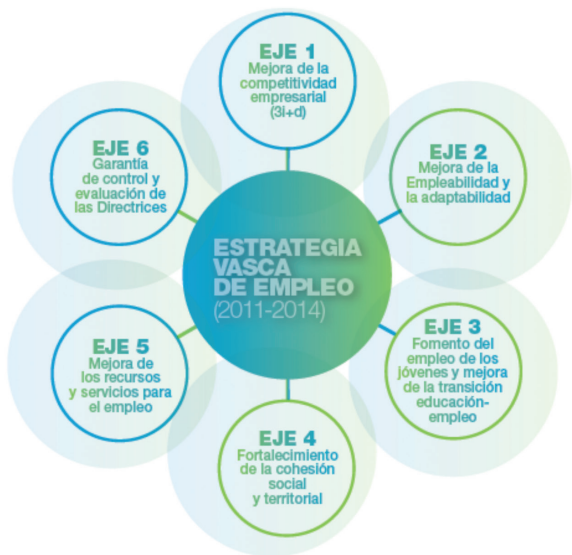 EJE 1
Mejora de la
competitividad
empresarial
(3i+d)
EJE 2
Mejora de la
Empleabilidad y
la adaptabilidad
EJE 3
Fomento del
empleo de los
jóvenes y mejora
de la transición
educación-
empleo
EJE 4
Fortalecimiento
de la cohesión
social
y territorial
EJE 5
Mejora de
los recursos
y servicios para
el empleo
EJE 6
Garantía
de control y
evaluación de
las Directrices
ESTRATEGIA
VASCA
DE EMPLEO
(2011-2014)